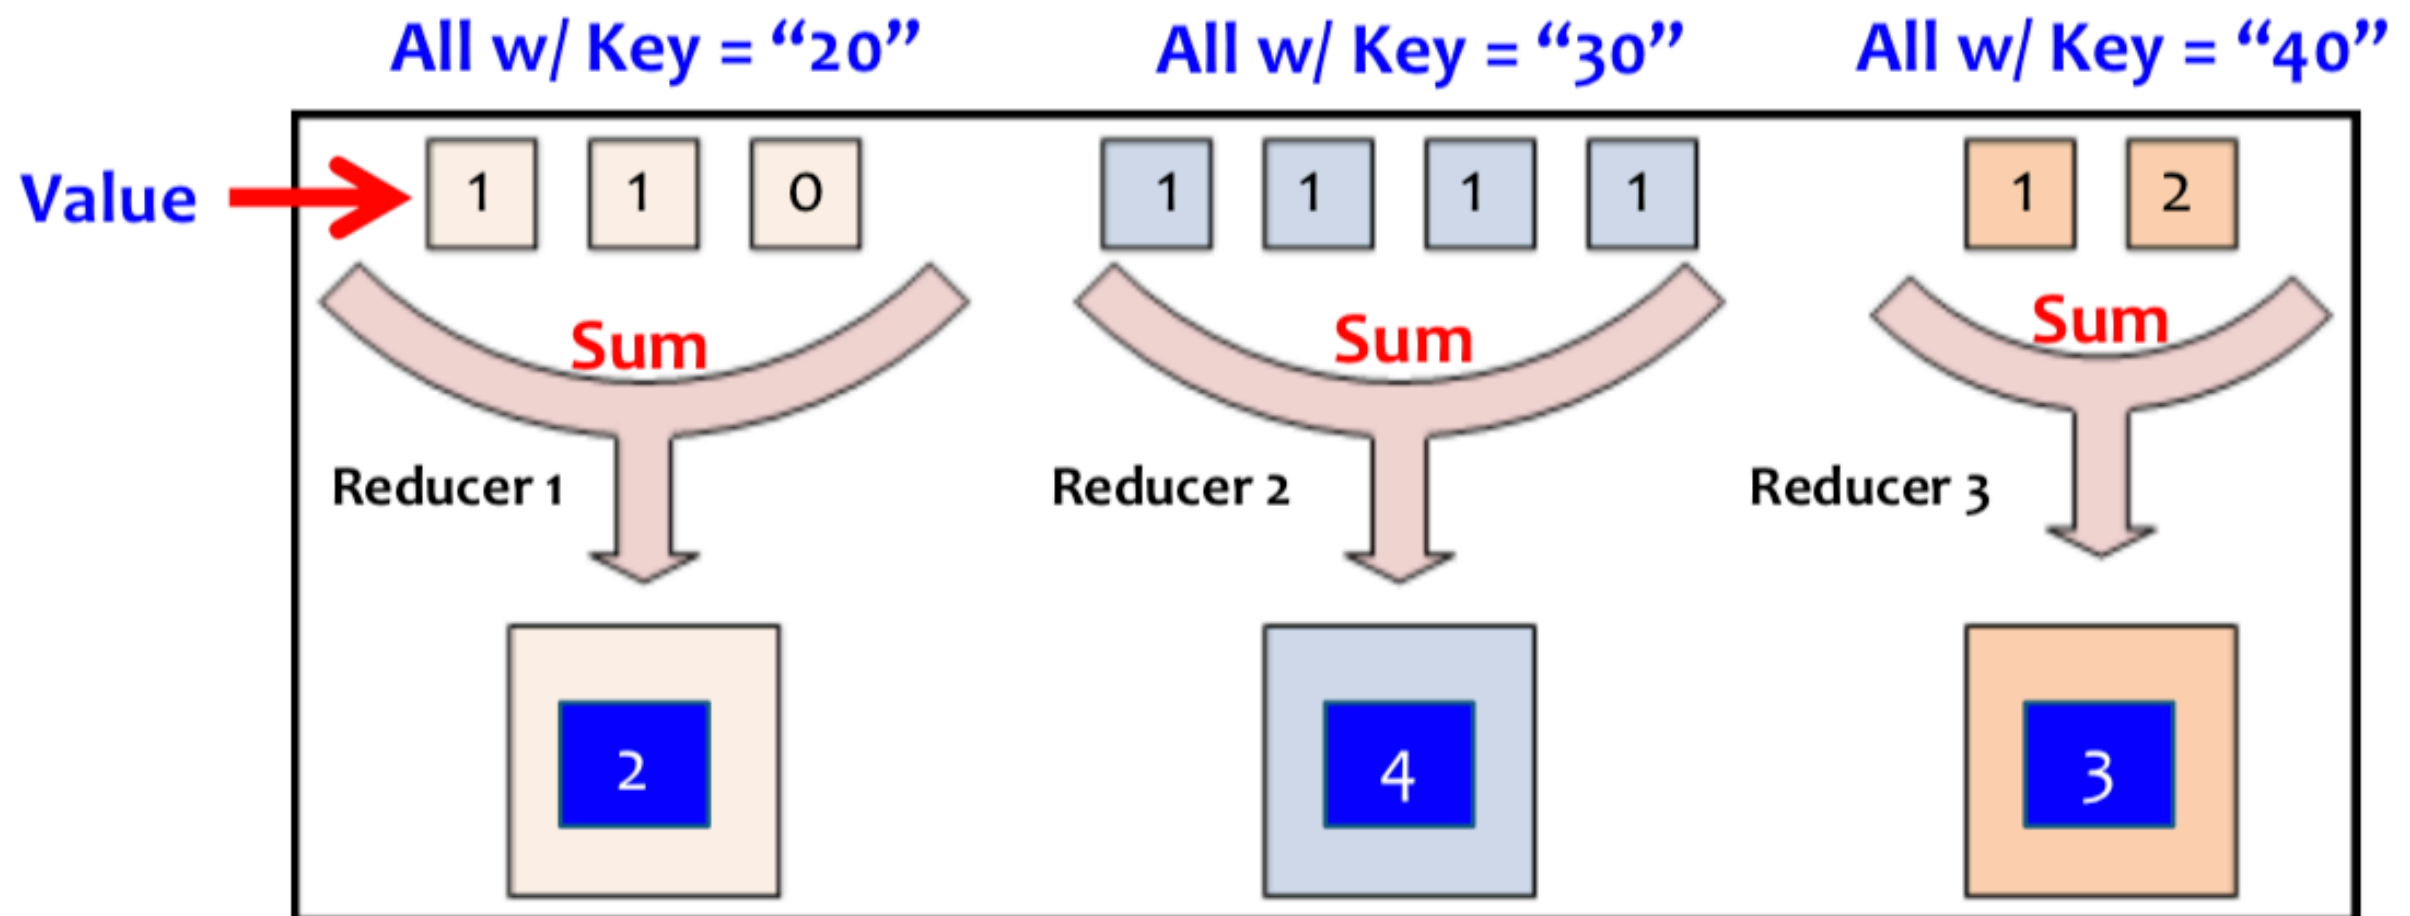 All w/ Key = “20” All w/ Key = “30” All w/ Key = “40”
Value 1 1 0 1 1 1 1 1 2
Sum Sum Sum
Reducer 1 Reducer 2 Reducer 3
2 4 3